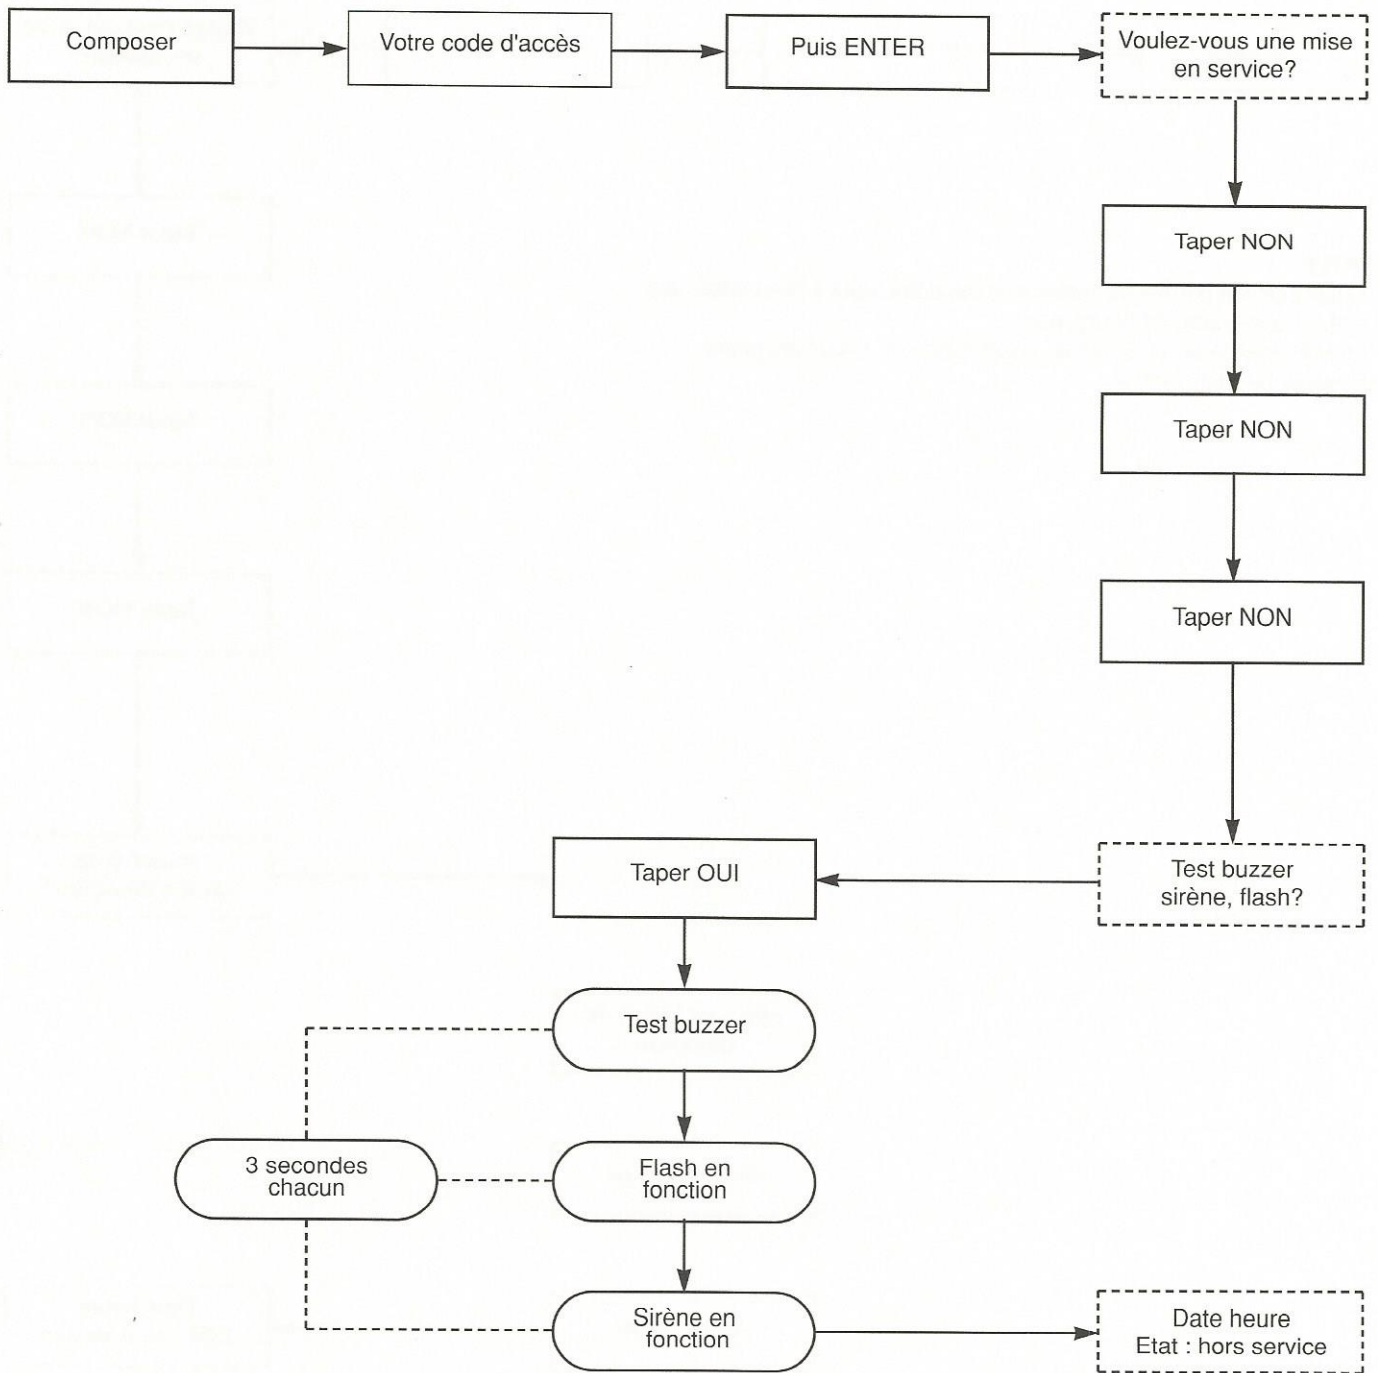 Composer
Votre code d'accès
Puis ENTER
Voulez-vous une mise
en service?
Taper NON
Taper NON
Taper NON
Test buzzer
sirène, flash?
Taper OUI
Test buzzer
3 secondes
chacun
Flash en
fonction
Sirène en
fonction
Date heure
Etat : hors service